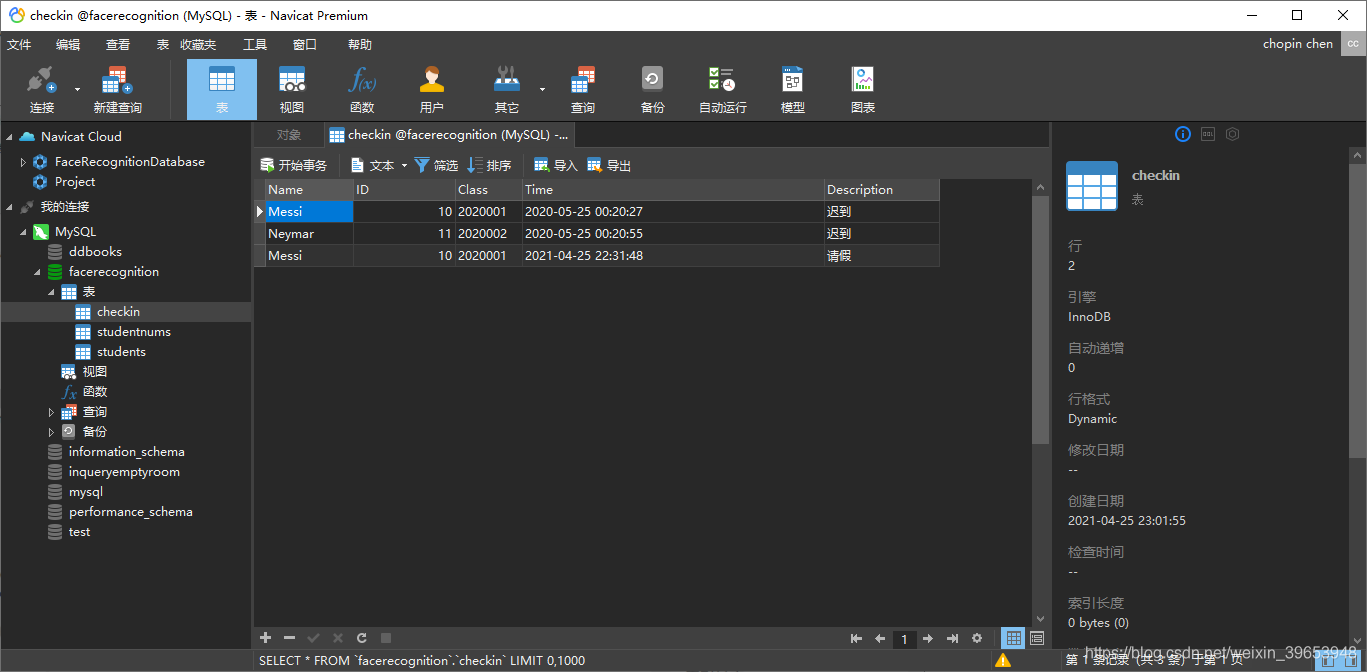 checkin @facerecognition (MySQL) - 表 - Navicat Premium
文件 编辑 查看 表 收藏夹 工具 窗口 帮助 chopin chen CC
连接 新建查询 表 视图 函数 用户 其它 查询 备份 自动运行 模型 图表
Navicat Cloud
FaceRecognitionDatabase
Project
我的连接
MySQL
ddbooks
facerecognition
表
checkin
studentnums
students
视图
函数
查询
备份
information_schema
inqueryemptyroom
mysql
performance_schema
test
对象 checkin @facerecognition (MySQL) -...
开始事务 文本 筛选 排序 导入 导出
Name ID Class Time Description
Messi 10 2020001 2020-05-25 00:20:27 迟到
Neymar 11 2020002 2020-05-25 00:20:55 迟到
Messi 10 2020001 2021-04-25 22:31:48 请假
1
SELECT * FROM `facerecognition`.`checkin` LIMIT 0,1000
第 1 条记录 (共 3 条) 于第 1 页
checkin
表
行
2
引擎
InnoDB
自动递增
0
行格式
Dynamic
修改日期
--
创建日期
2021-04-25 23:01:55
检查时间
--
索引长度
0 bytes (0)
https://blog.csdn.net/weixin_39653948